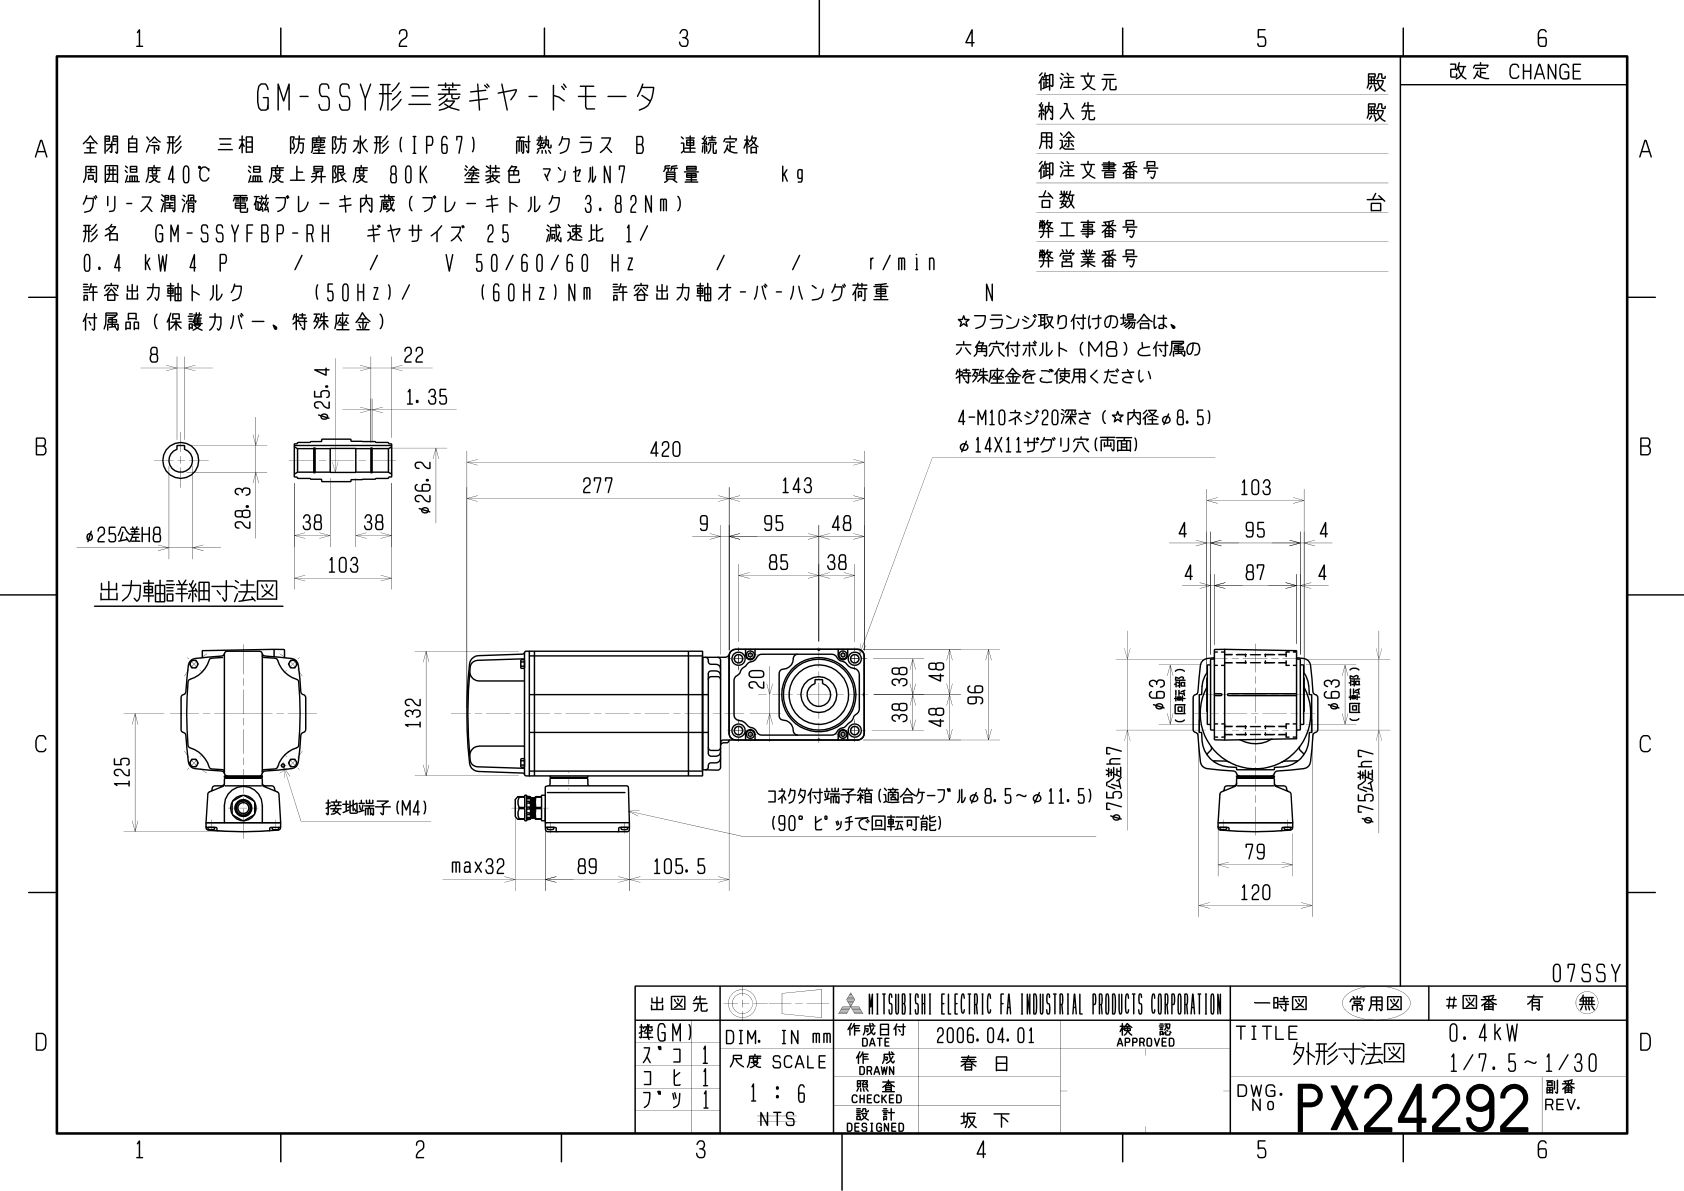 1 2 3 4 5 6
改定 CHANGE
GM-SSY形三菱ギヤ-ドモータ
全閉自冷形 三相 防塵防水形(IP67) 耐熱クラス B 連続定格
周囲温度40℃ 温度上昇限度 80K 塗装色 マンセルN7 質量 kg
グリ-ス潤滑 電磁ブレーキ内蔵(ブレーキトルク 3.82Nm)
形名 GM-SSYFBP-RH ギヤサイズ 25 減速比 1/
0.4 kW 4 P / / V 50/60/60 Hz / / r/min
許容出力軸トルク (50Hz)/ (60Hz)Nm 許容出力軸オ-バ-ハング荷重 N
付属品(保護カバー、特殊座金)
御注文元 殿
納入先 殿
用途
御注文書番号
台数 台
弊工事番号
弊営業番号
A A
☆フランジ取り付けの場合は、
六角穴付ボルト(M8)と付属の
特殊座金をご使用ください
4-M10ネジ20深さ(☆内径φ8.5)
φ14X11ザグリ穴(両面)
B B
8
φ25.4
22
1.35
28.3
φ26.2
38 38
φ25公差H8
103
出力軸詳細寸法図
420
277 143
9 95 48
85 38
103
4 95 4
4 87 4
20
38 48
96
38 48
132
125
φ63
(回転部)
φ63
(回転部)
φ75公差h7
φ75公差h7
C C
接地端子(M4)
コネクタ付端子箱(適合ケーブルφ8.5～φ11.5)
(90°ピッチで回転可能)
max32 89 105.5
79
120
07SSY
D D
出図先
MITSUBISHI ELECTRIC FA INDUSTRIAL PRODUCTS CORPORATION
一時図 常用図
#図番 有 無
GM)
スﾞコ 1
コヒ 1
フﾞツ 1
DIM. IN mm
尺度 SCALE
1 : 6
NTS
作成日付
DATE
2006.04.01
検 認
APPROVED
作 成
DRAWN
春 日
照 査
CHECKED
設 計
DESIGNED
坂 下
TITLE
外形寸法図
0.4kW
1/7.5～1/30
DWG.
No
PX24292
副番
REV.
1 2 3 4 5 6